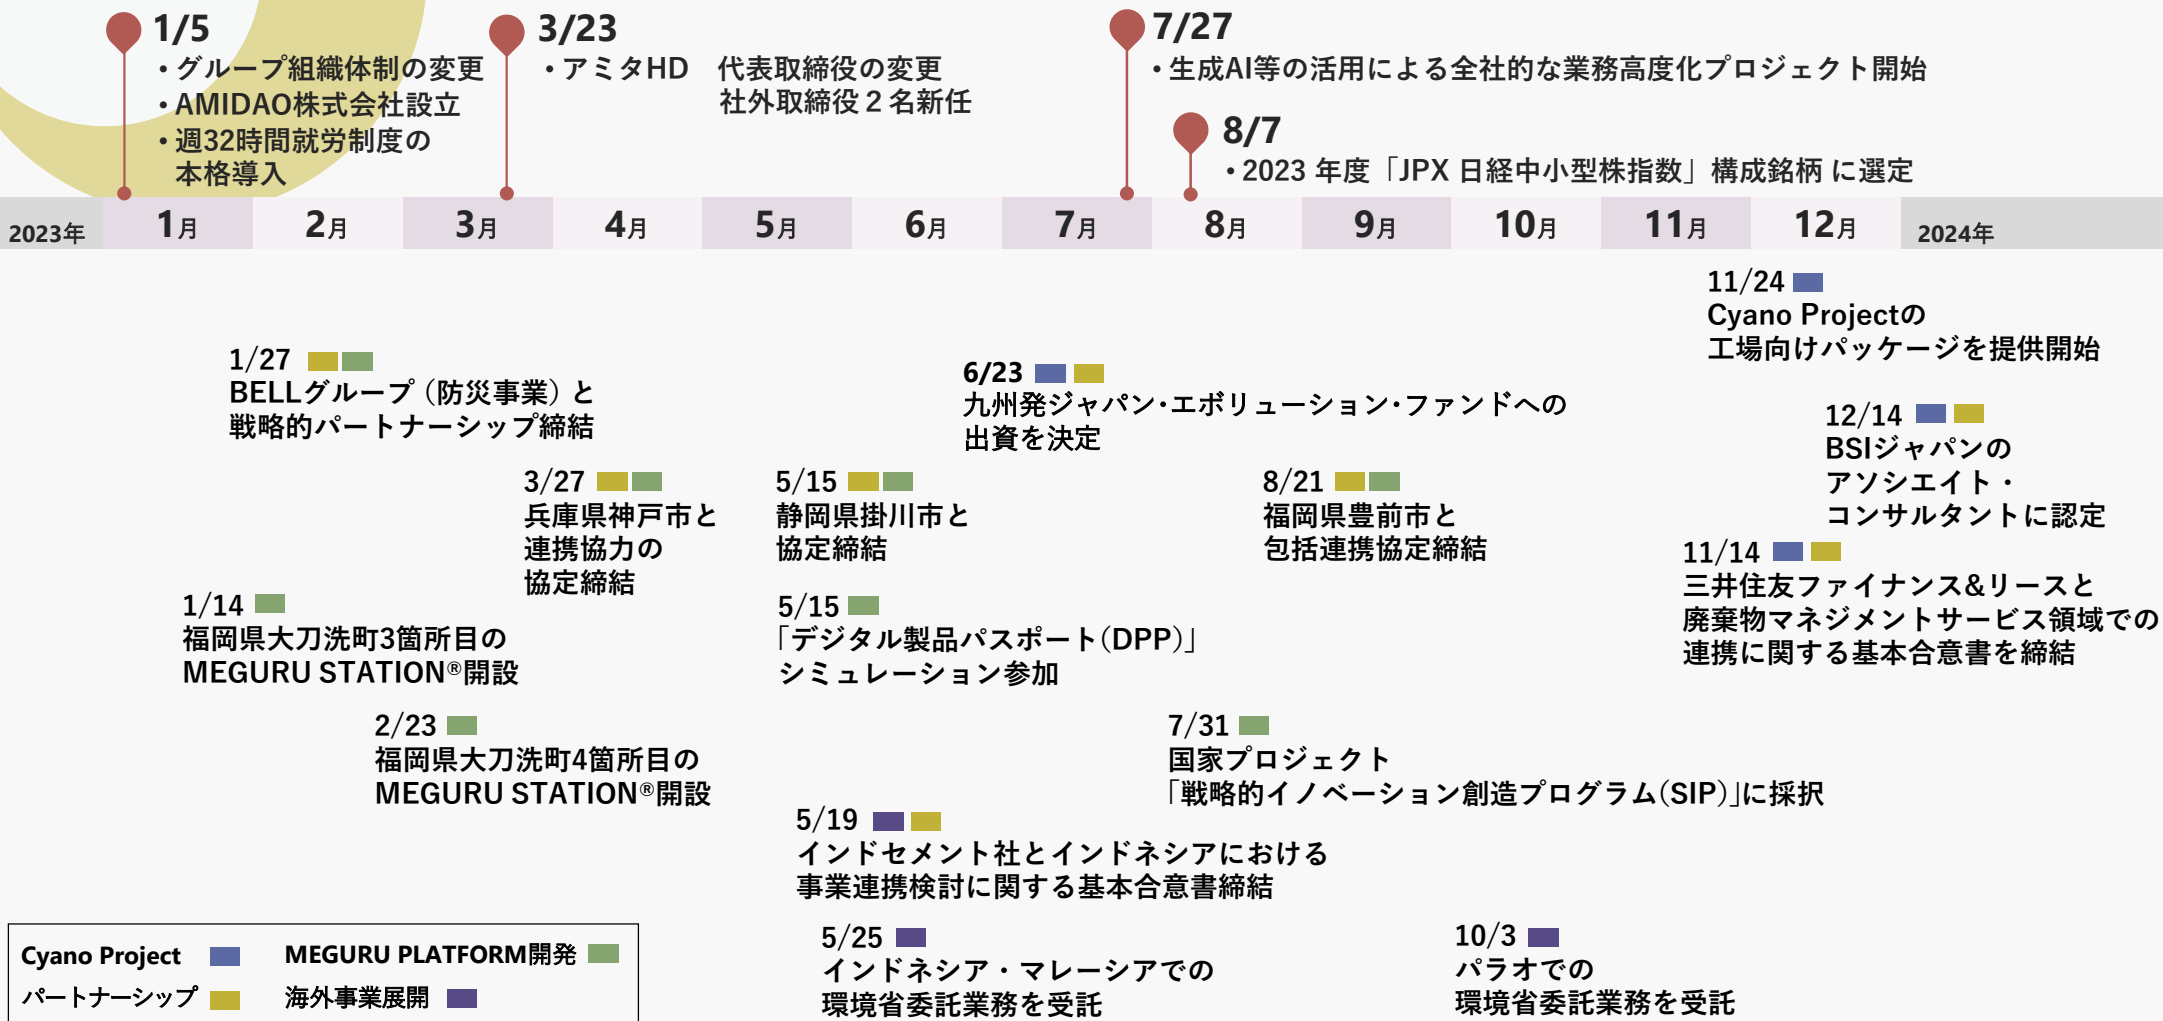 1/5
・グループ組織体制の変更
・AMIDAO株式会社設立
・週32時間就労制度の
本格導入
3/23
・アミタHD　代表取締役の変更
社外取締役２名新任
7/27
・生成AI等の活用による全社的な業務高度化プロジェクト開始
8/7
・2023 年度「JPX 日経中小型株指数」構成銘柄 に選定
2023年 1月 2月 3月 4月 5月 6月 7月 8月 9月 10月 11月 12月 2024年
11/24
Cyano Projectの
工場向けパッケージを提供開始
1/27
BELLグループ（防災事業）と
戦略的パートナーシップ締結
6/23
九州発ジャパン・エボリューション・ファンドへの
出資を決定
12/14
BSIジャパンの
アソシエイト・
コンサルタントに認定
3/27
兵庫県神戸市と
連携協力の
協定締結
5/15
静岡県掛川市と
協定締結
8/21
福岡県豊前市と
包括連携協定締結
11/14
三井住友ファイナンス&リースと
廃棄物マネジメントサービス領域での
連携に関する基本合意書を締結
1/14
福岡県大刀洗町3箇所目の
MEGURU STATION®開設
5/15
「デジタル製品パスポート(DPP)」
シミュレーション参加
2/23
福岡県大刀洗町4箇所目の
MEGURU STATION®開設
7/31
国家プロジェクト
「戦略的イノベーション創造プログラム(SIP)」に採択
5/19
インドセメント社とインドネシアにおける
事業連携検討に関する基本合意書締結
5/25
インドネシア・マレーシアでの
環境省委託業務を受託
10/3
パラオでの
環境省委託業務を受託
Cyano Project MEGURU PLATFORM開発
パートナーシップ 海外事業展開